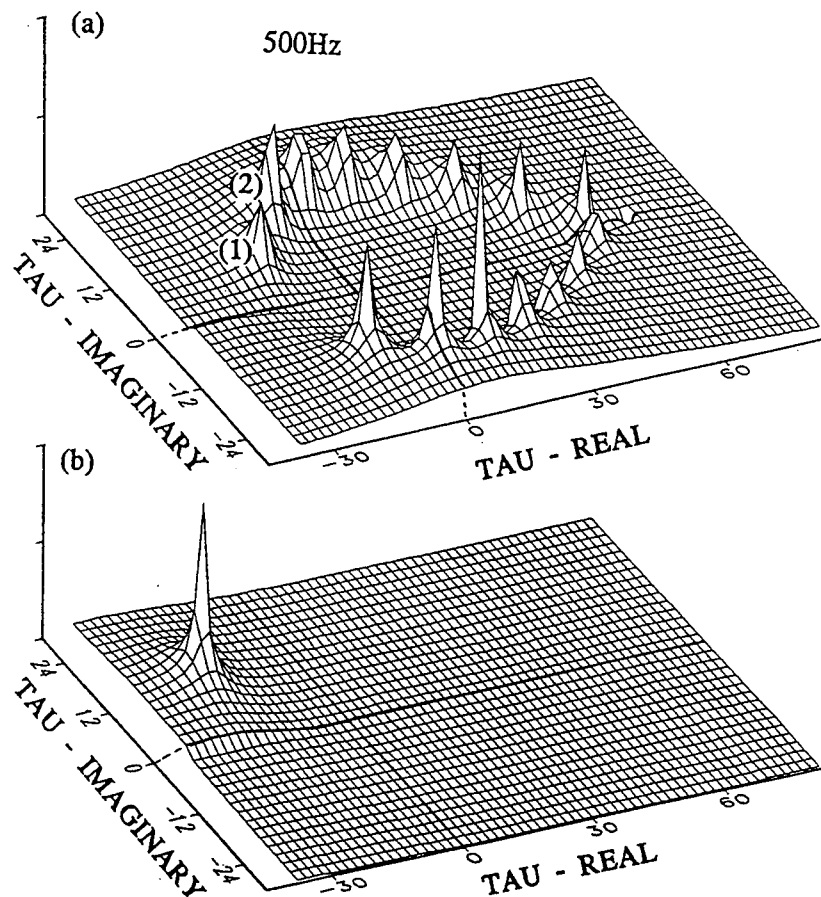 (a)
500Hz
(2)
(1)
24
12
0
-12
-24
TAU - IMAGINARY
-30
0
30
60
TAU - REAL
(b)
24
12
0
-12
-24
TAU - IMAGINARY
-30
0
30
60
TAU - REAL